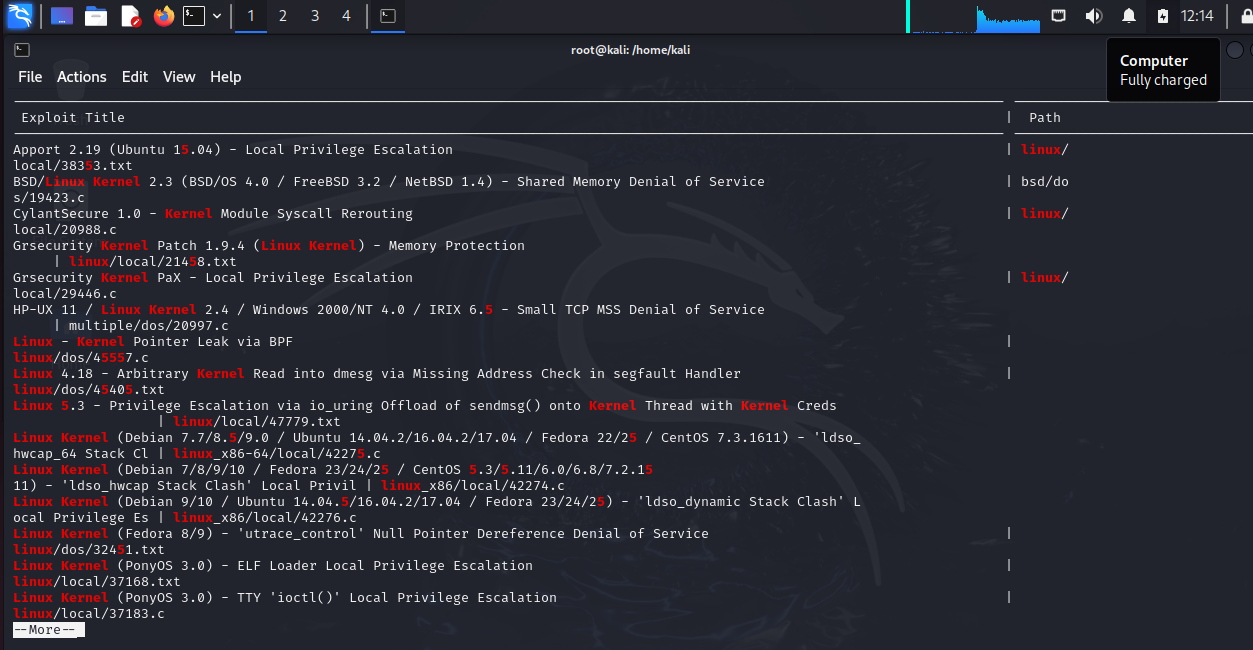 1 2 3 4 12:14
root@kali: /home/kali
Computer
Fully charged
File Actions Edit View Help
Exploit Title | Path
Apport 2.19 (Ubuntu 15.04) - Local Privilege Escalation | linux/
local/38353.txt
BSD/Linux Kernel 2.3 (BSD/OS 4.0 / FreeBSD 3.2 / NetBSD 1.4) - Shared Memory Denial of Service | bsd/do
s/19423.c
CylantSecure 1.0 - Kernel Module Syscall Rerouting | linux/
local/20988.c
Grsecurity Kernel Patch 1.9.4 (Linux Kernel) - Memory Protection
| linux/local/21458.txt
Grsecurity Kernel PaX - Local Privilege Escalation | linux/
local/29446.c
HP-UX 11 / Linux Kernel 2.4 / Windows 2000/NT 4.0 / IRIX 6.5 - Small TCP MSS Denial of Service
| multiple/dos/20997.c
Linux - Kernel Pointer Leak via BPF |
linux/dos/45557.c
Linux 4.18 - Arbitrary Kernel Read into dmesg via Missing Address Check in segfault Handler |
linux/dos/45405.txt
Linux 5.3 - Privilege Escalation via io_uring Offload of sendmsg() onto Kernel Thread with Kernel Creds
| linux/local/47779.txt
Linux Kernel (Debian 7.7/8.5/9.0 / Ubuntu 14.04.2/16.04.2/17.04 / Fedora 22/25 / CentOS 7.3.1611) - 'ldso_
hwcap_64 Stack Cl | linux_x86-64/local/42275.c
Linux Kernel (Debian 7/8/9/10 / Fedora 23/24/25 / CentOS 5.3/5.11/6.0/6.8/7.2.15
11) - 'ldso_hwcap Stack Clash' Local Privil | linux_x86/local/42274.c
Linux Kernel (Debian 9/10 / Ubuntu 14.04.5/16.04.2/17.04 / Fedora 23/24/25) - 'ldso_dynamic Stack Clash' L
ocal Privilege Es | linux_x86/local/42276.c
Linux Kernel (Fedora 8/9) - 'utrace_control' Null Pointer Dereference Denial of Service |
linux/dos/32451.txt
Linux Kernel (PonyOS 3.0) - ELF Loader Local Privilege Escalation |
linux/local/37168.txt
Linux Kernel (PonyOS 3.0) - TTY 'ioctl()' Local Privilege Escalation |
linux/local/37183.c
--More--